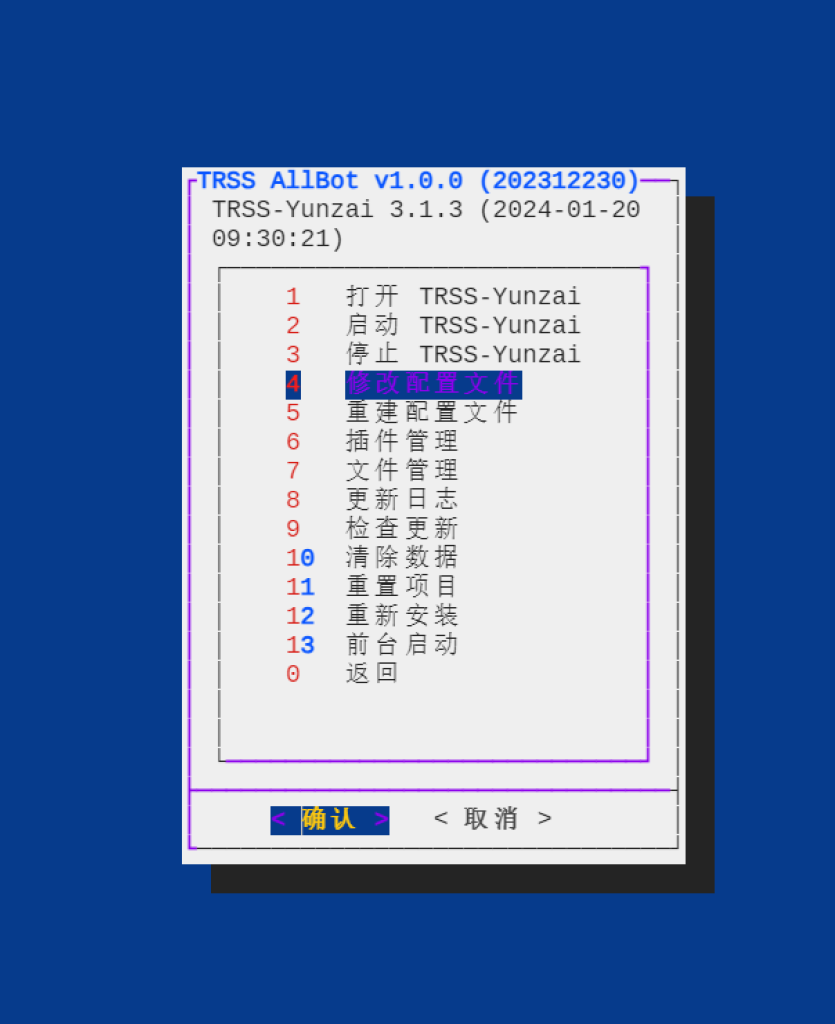 TRSS AllBot v1.0.0 (202312230)
TRSS-Yunzai 3.1.3 (2024-01-20
09:30:21)
1 打开 TRSS-Yunzai
2 启动 TRSS-Yunzai
3 停止 TRSS-Yunzai
4 修改配置文件
5 重建配置文件
6 插件管理
7 文件管理
8 更新日志
9 检查更新
10 清除数据
11 重置项目
12 重新安装
13 前台启动
0 返回
< 确认 > < 取消 >